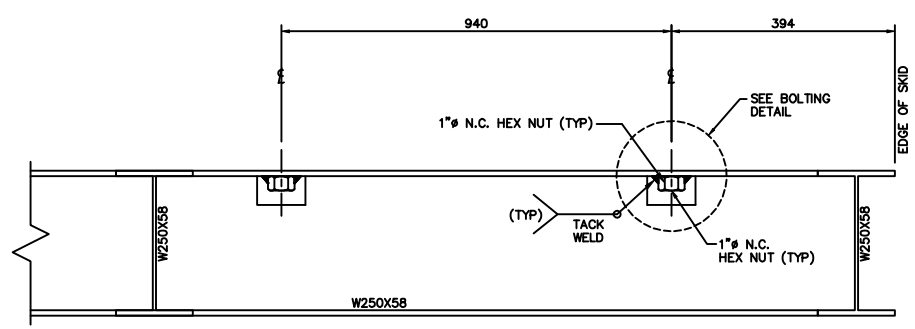 940
394
℄
℄
EDGE OF SKID
SEE BOLTING
DETAIL
1"ø N.C. HEX NUT (TYP)
(TYP)
TACK
WELD
1"ø N.C.
HEX NUT (TYP)
W250X58
W250X58
W250X58